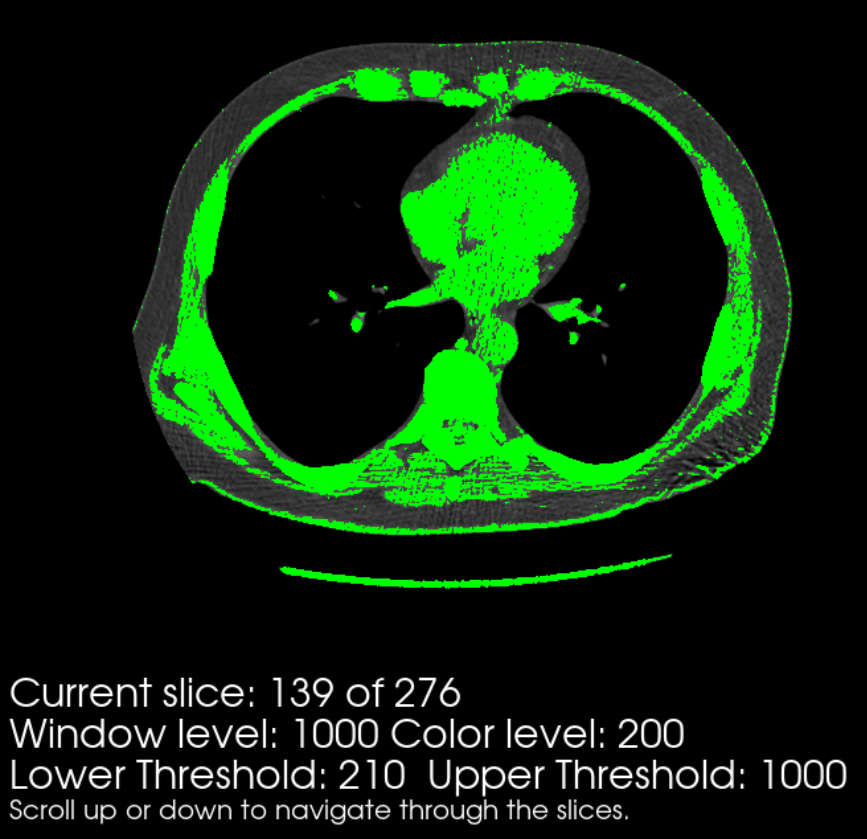 Current slice: 139 of 276
Window level: 1000 Color level: 200
Lower Threshold: 210  Upper Threshold: 1000
Scroll up or down to navigate through the slices.